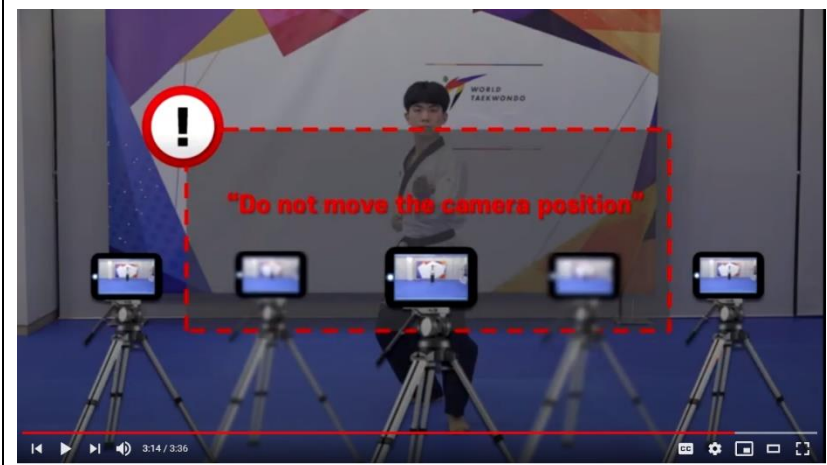 WORLD
TAEKWONDO
!
"Do not move the camera position"
3:14 / 3:36
CC